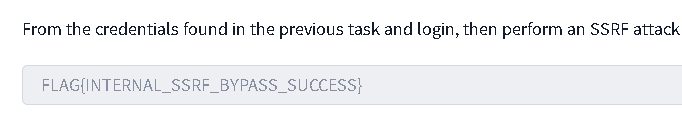 From the credentials found in the previous task and login, then perform an SSRF attack
FLAG{INTERNAL_SSRF_BYPASS_SUCCESS}